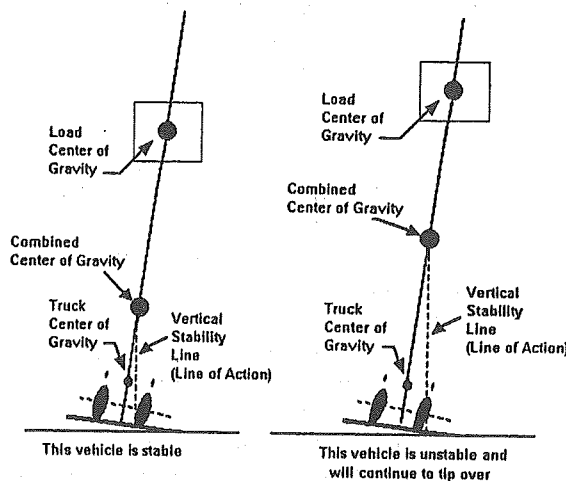 Load
Center of
Gravity
Combined
Center of Gravity
Truck
Center of
Gravity
Vertical
Stability
Line
(Line of Action)
This vehicle is stable
Load
Center of
Gravity
Combined
Center of Gravity
Truck
Center of
Gravity
Vertical
Stability
Line
(Line of Action)
This vehicle is unstable and
will continue to tip over